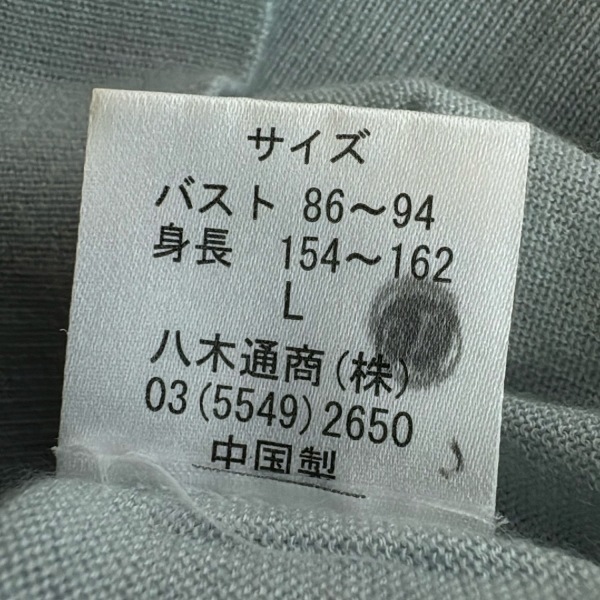 サイズ
バスト 86～94
身長 154～162
L
八木通商(株)
03(5549)2650
中国製